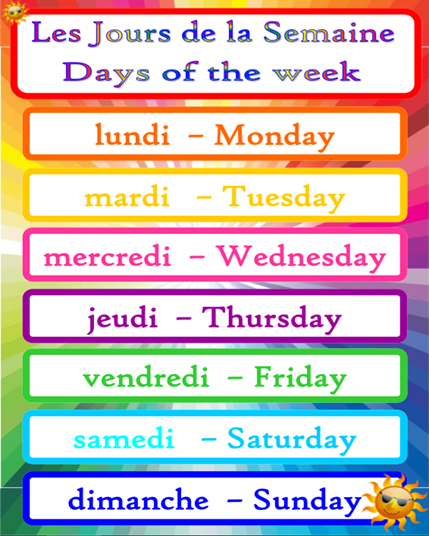 Les Jours de la Semaine
Days of the week
lundi – Monday
mardi – Tuesday
mercredi – Wednesday
jeudi – Thursday
vendredi – Friday
samedi – Saturday
dimanche – Sunday